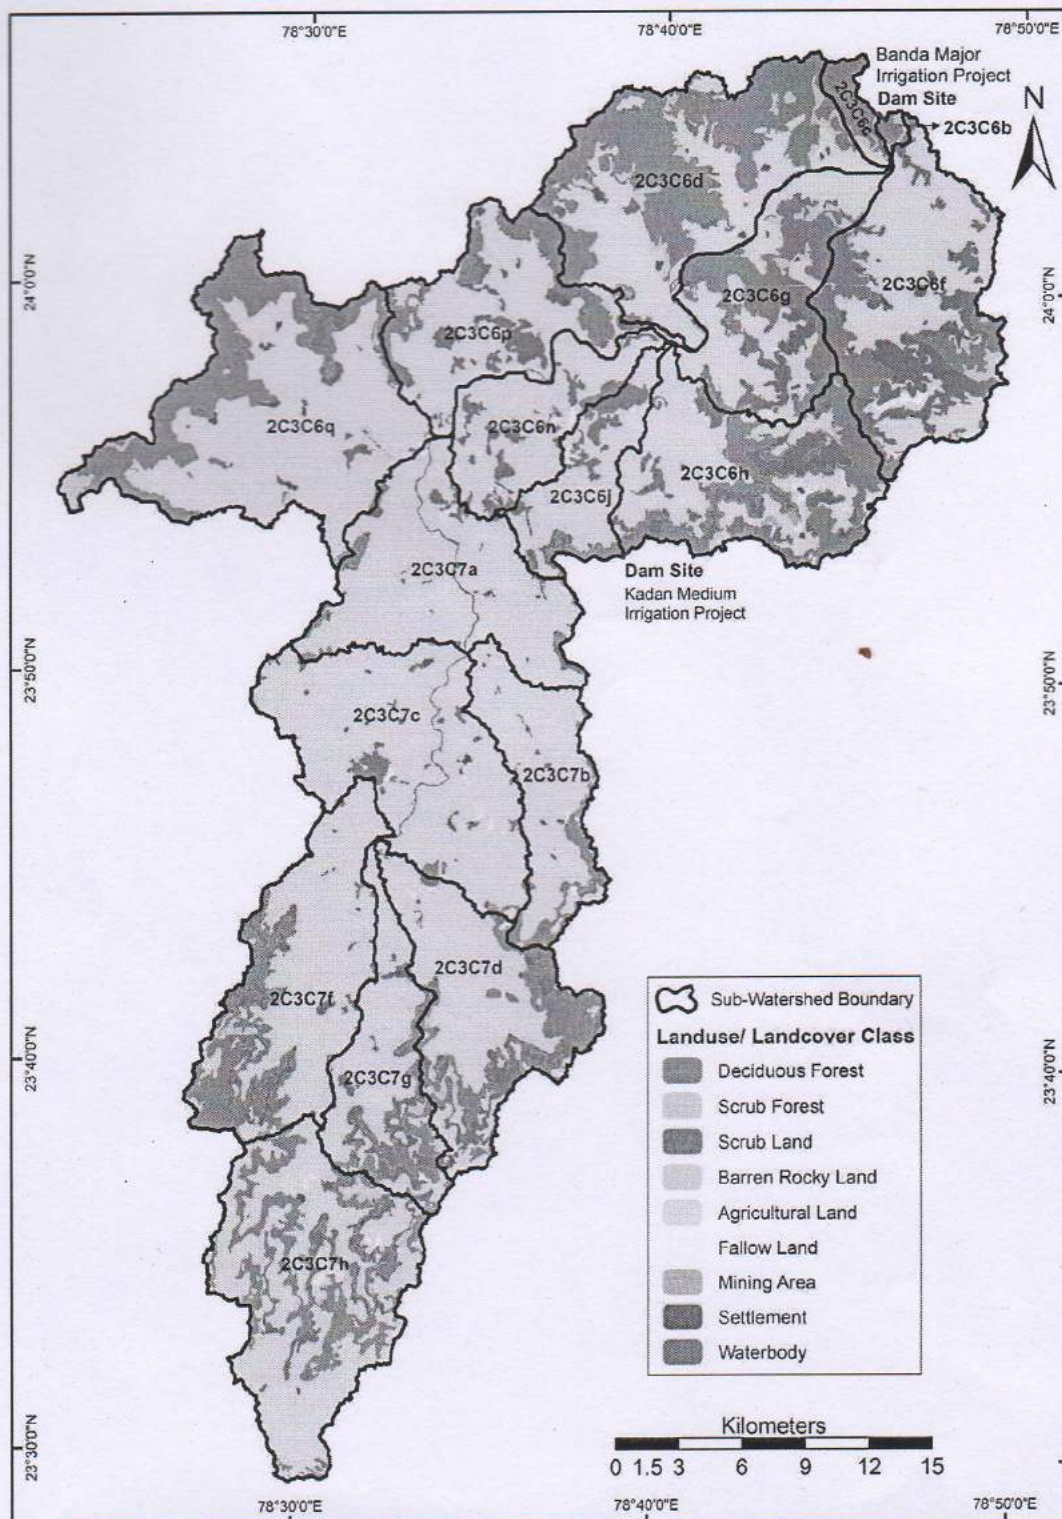 78°30'0"E
78°40'0"E
78°50'0"E
Banda Major
Irrigation Project
Dam Site
N
2C3C6c
2C3C6b
2C3C6d
24°0'0"N
2C3C6g
2C3C6f
24°0'0"N
2C3C6p
2C3C6q
2C3C6n
2C3C6h
2C3C6j
2C3C7a
Dam Site
Kadan Medium
Irrigation Project
23°50'0"N
23°50'0"N
2C3C7c
2C3C7b
2C3C7d
2C3C7f
Sub-Watershed Boundary
Landuse/ Landcover Class
23°40'0"N
2C3C7g
Deciduous Forest
23°40'0"N
Scrub Forest
Scrub Land
Barren Rocky Land
Agricultural Land
Fallow Land
2C3C7h
Mining Area
Settlement
Waterbody
23°30'0"N
Kilometers
0 1.5 3 6 9 12 15
78°30'0"E
78°40'0"E
78°50'0"E